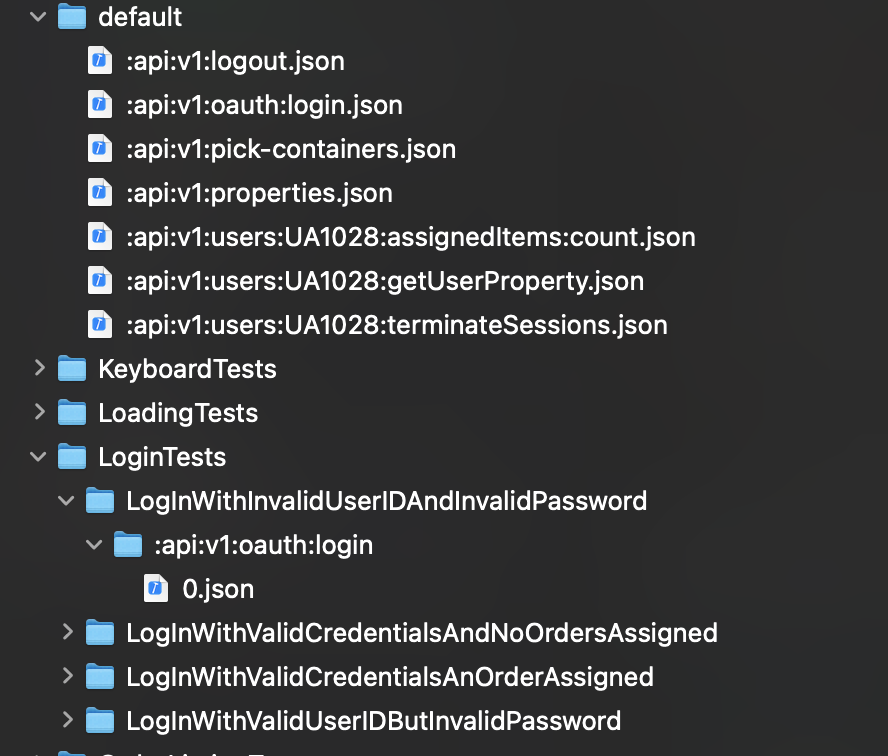 default
:api:v1:logout.json
:api:v1:oauth:login.json
:api:v1:pick-containers.json
:api:v1:properties.json
:api:v1:users:UA1028:assignedItems:count.json
:api:v1:users:UA1028:getUserProperty.json
:api:v1:users:UA1028:terminateSessions.json
KeyboardTests
LoadingTests
LoginTests
LogInWithInvalidUserIDAndInvalidPassword
:api:v1:oauth:login
0.json
LogInWithValidCredentialsAndNoOrdersAssigned
LogInWithValidCredentialsAnOrderAssigned
LogInWithValidUserIDButInvalidPassword